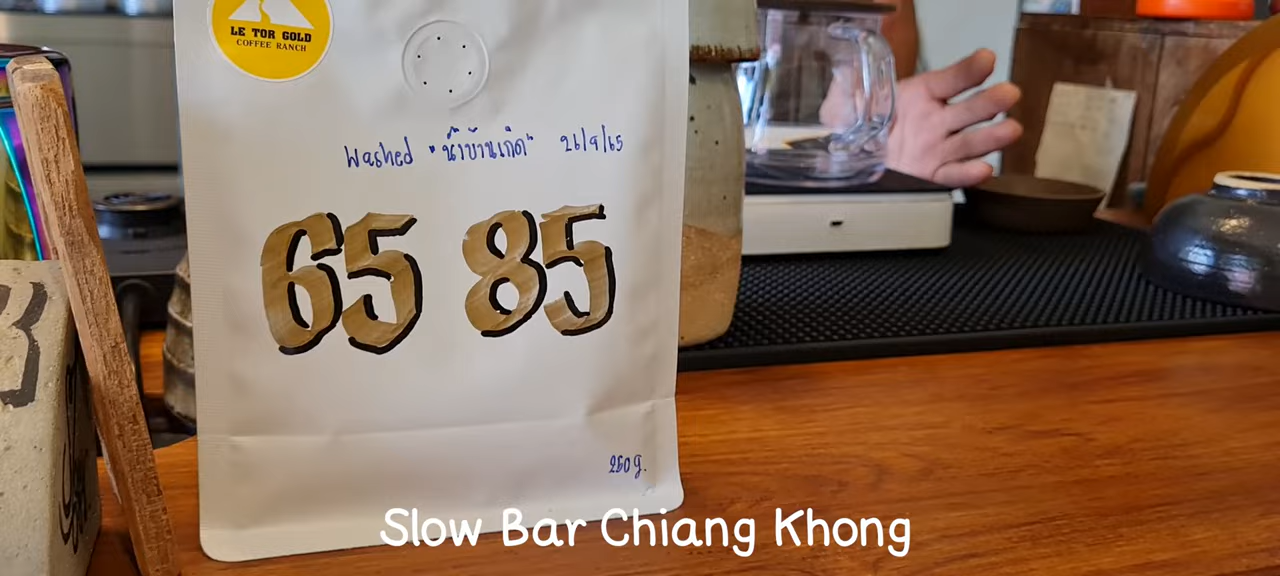 LE TOR GOLD
COFFEE RANCH
Washed "น้ำบ้านเกิด" 26/9/65
65 85
250g.
Slow Bar Chiang Khong